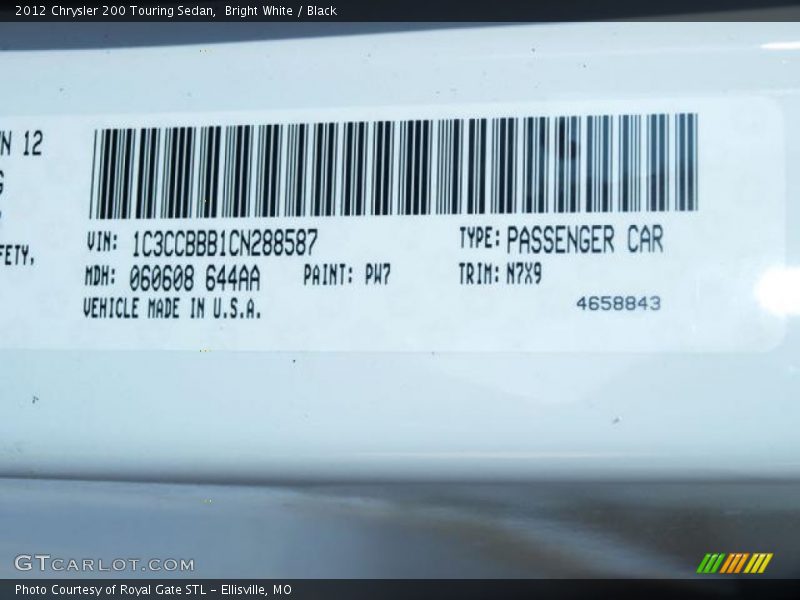 2012 Chrysler 200 Touring Sedan,  Bright White / Black
N 12
FETY,
VIN: 1C3CCBBB1CN288587
TYPE: PASSENGER CAR
MDH: 060608 644AA
PAINT: PW7
TRIM: N7X9
VEHICLE MADE IN U.S.A.
4658843
GTCARLOT.COM
Photo Courtesy of Royal Gate STL - Ellisville, MO